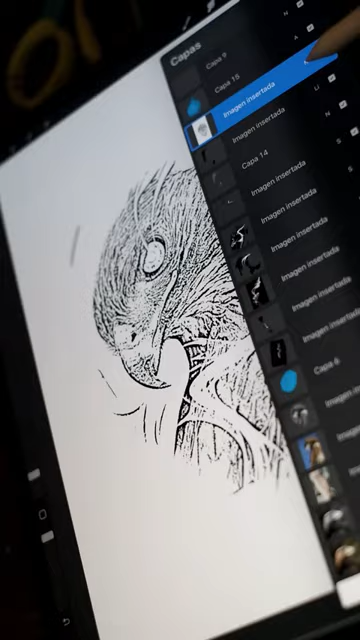 Capas
Capa 9
N
Capa 15
A
Imagen insertada
Imagen insertada
U
Capa 14
N
Imagen insertada
S
Imagen insertada
S
Imagen insertada
Imagen insertada
Imagen insertada
Capa 6